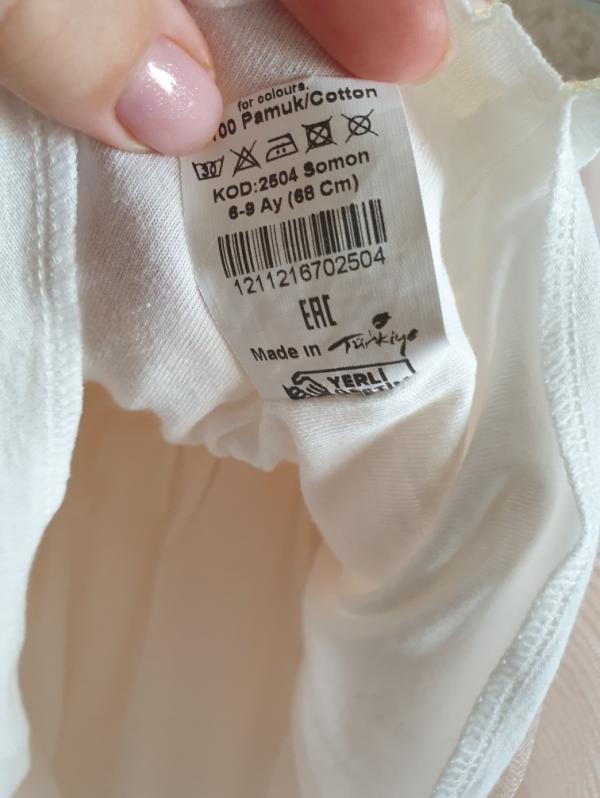 for colours.
100 Pamuk/Cotton
30
KOD:2504 Somon
6-9 Ay (68 Cm)
1211216702504
EAC
Made in Türkiye
YERLİ